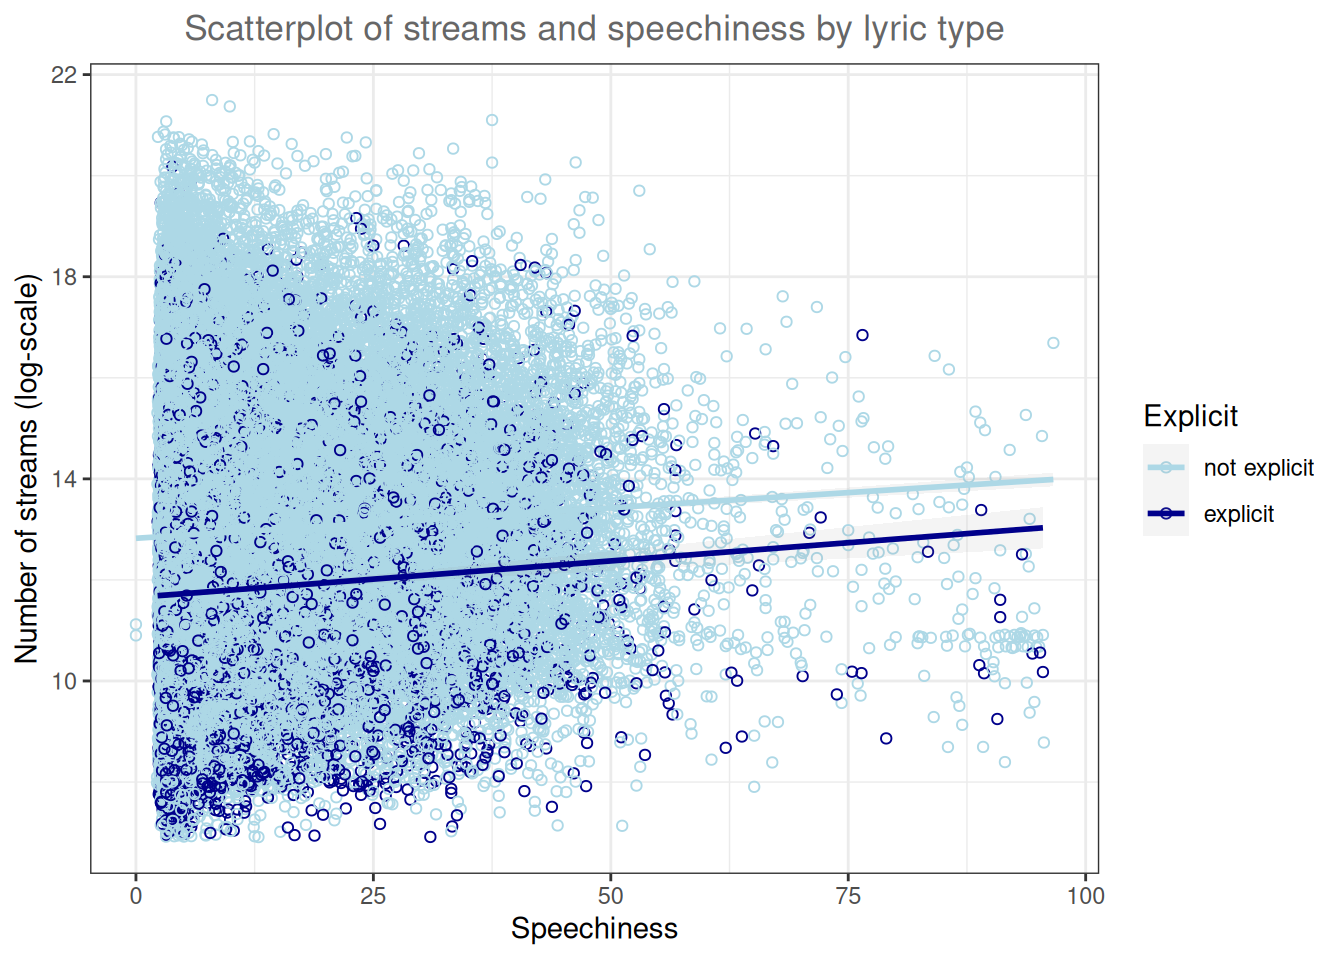 Scatterplot of streams and speechiness by lyric type
Number of streams (log-scale)
22
18
14
10
0
25
50
75
100
Speechiness
Explicit
not explicit
explicit